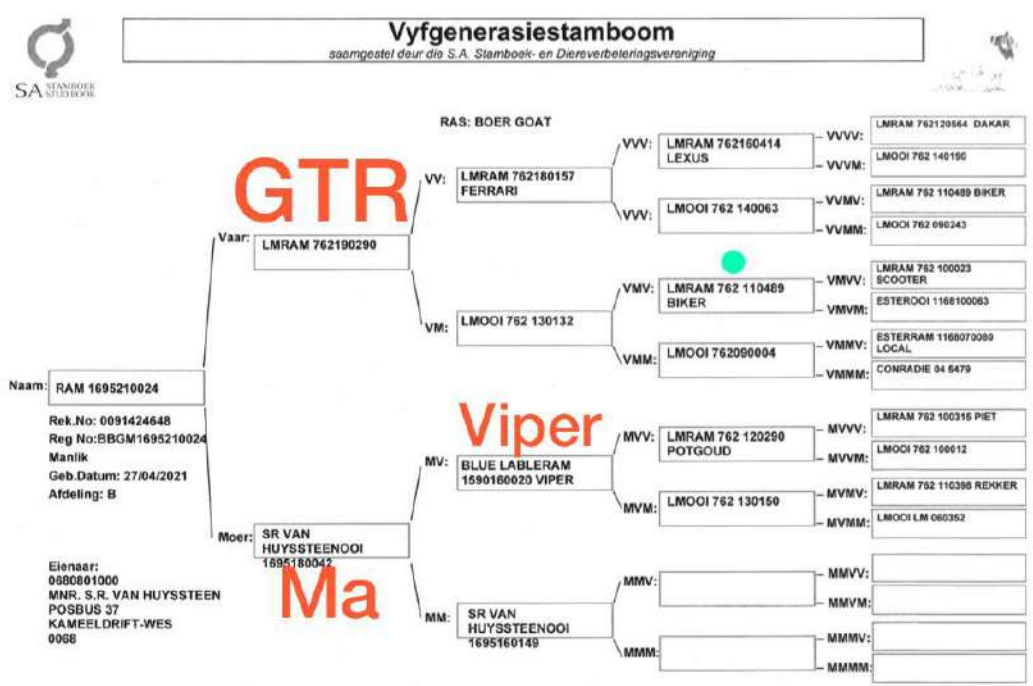 Vyfgenerasiestamboom
saamgestel deur die S.A. Stamboek- en Diereverbeteringsvereniging
SA STAMBOEK
STUDBOOK
RAS: BOER GOAT
GTR
Vaar: LMRAM 762190290
VV: LMRAM 762180157
FERRARI
VVV: LMRAM 762160414
LEXUS
VVVV: LMRAM 762120564 DAKAR
VVVM: LMOOI 762 140190
VVV: LMOOI 762 140063
VVMV: LMRAM 762 110489 BIKER
VVMM: LMOOI 762 090243
VM: LMOOI 762 130132
VMV: LMRAM 762 110489
BIKER
VMVV: LMRAM 762 100023
SCOOTER
VMVM: ESTEROOI 1168100063
VMM: LMOOI 762090004
VMMV: ESTERRAM 1168070080
LOCAL
VMMM: CONRADIE 04 5479
Naam: RAM 1695210024
Rek.No: 0091424648
Reg No:BBGM1695210024
Manlik
Geb.Datum: 27/04/2021
Afdeling: B
Viper
MV: BLUE LABLERAM
1590160020 VIPER
MVV: LMRAM 762 120290
POTGOUD
MVVV: LMRAM 762 100315 PIET
MVVM: LMOOI 762 100012
MVM: LMOOI 762 130150
MVMV: LMRAM 762 110398 REKKER
MVMM: LMOOI LM 060352
Moer: SR VAN
HUYSSTEENOOI
1695180042
Ma
MM: SR VAN
HUYSSTEENOOI
1695160149
MMV:
MMVV:
MMVM:
MMM:
MMMV:
MMMM:
Eienaar:
0680801000
MNR. S.R. VAN HUYSSTEEN
POSBUS 37
KAMEELDRIFT-WES
0068